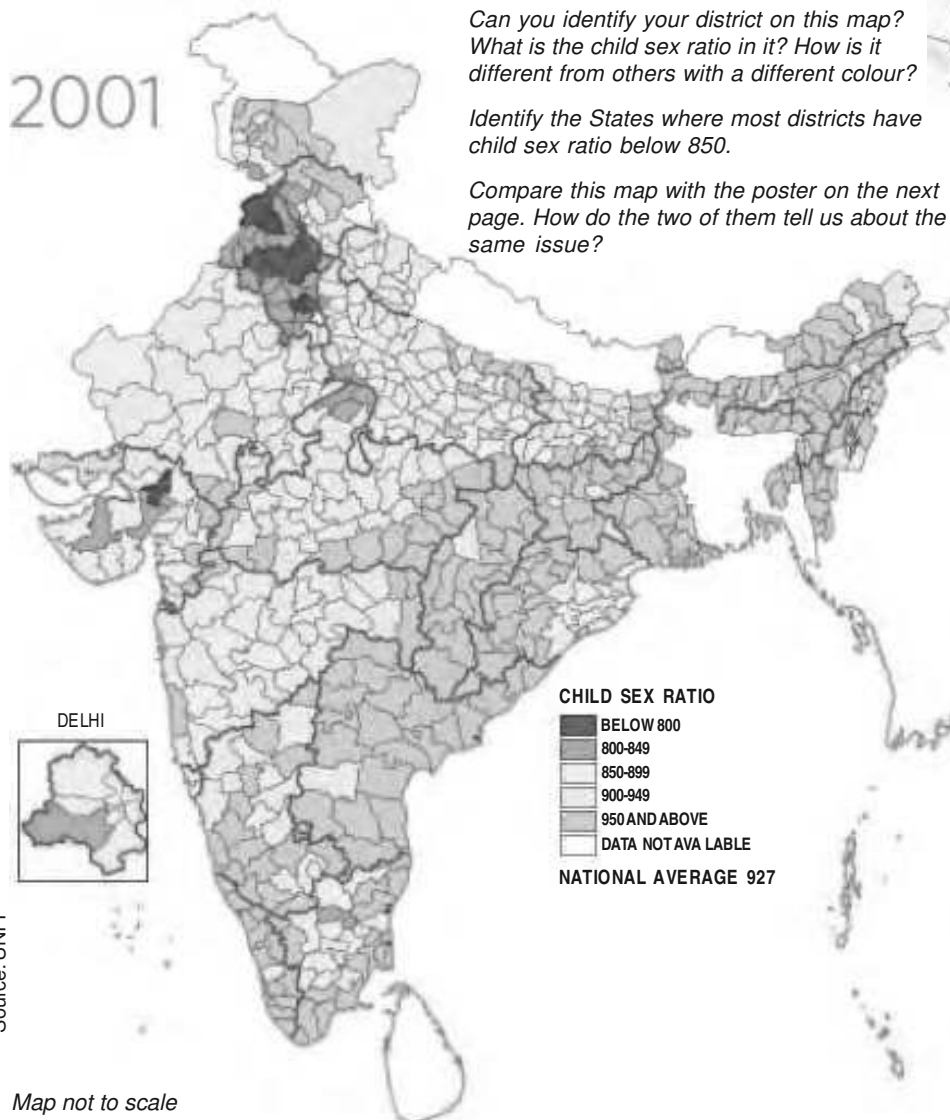 2001
Can you identify your district on this map?
What is the child sex ratio in it? How is it
different from others with a different colour?
Identify the States where most districts have
child sex ratio below 850.
Compare this map with the poster on the next
page. How do the two of them tell us about the
same issue?
CHILD SEX RATIO
BELOW 800
800-849
850-899
900-949
950 AND ABOVE
DATA NOT AVA LABLE
NATIONAL AVERAGE 927
DELHI
Source:
Map not to scale